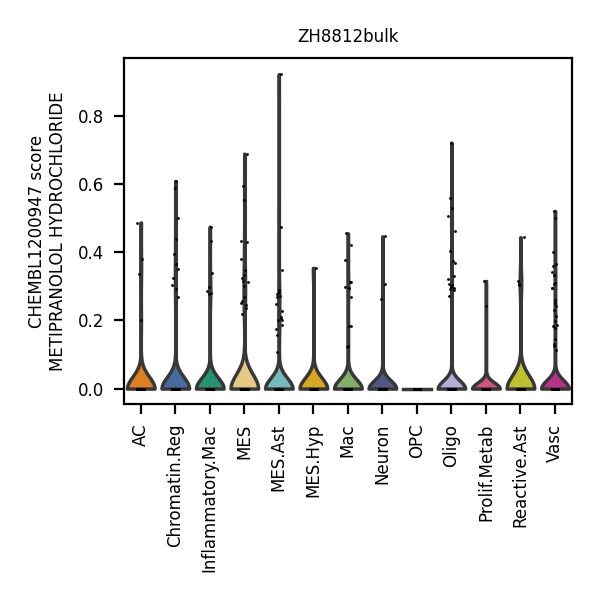 ZH8812bulk
CHEMBL1200947 score
METIPRANOLOL HYDROCHLORIDE
0.8
0.6
0.4
0.2
0.0
AC
Chromatin.Reg
Inflammatory.Mac
MES
MES.Ast
MES.Hyp
Mac
Neuron
OPC
Oligo
Prolif.Metab
Reactive.Ast
Vasc